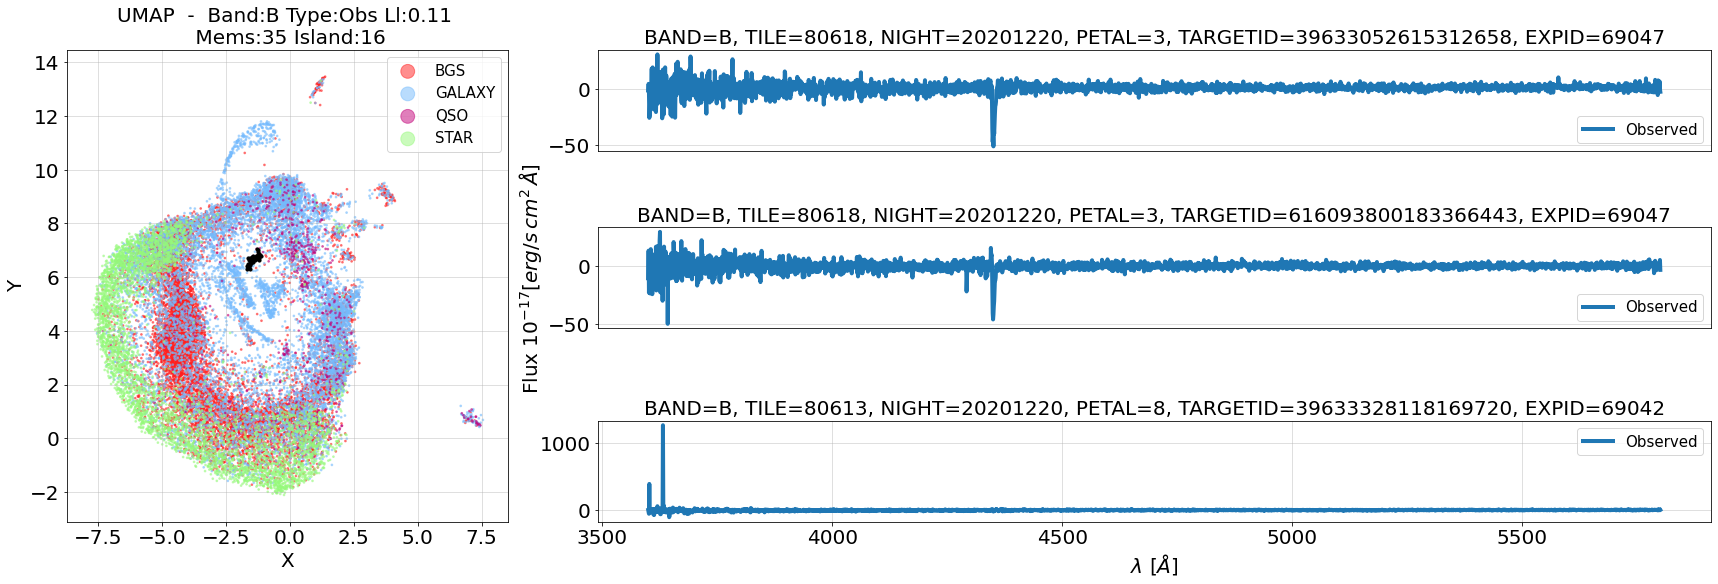 UMAP - Band:B Type:Obs Ll:0.11
Mems:35 Island:16
BGS
GALAXY
QSO
STAR
14
12
10
8
6
4
2
0
−2
Y
−7.5 −5.0 −2.5 0.0 2.5 5.0 7.5
X
BAND=B, TILE=80618, NIGHT=20201220, PETAL=3, TARGETID=39633052615312658, EXPID=69047
0
−50
Observed
Flux 10^{−17}[erg/s cm^2 Å]
BAND=B, TILE=80618, NIGHT=20201220, PETAL=3, TARGETID=616093800183366443, EXPID=69047
0
−50
Observed
BAND=B, TILE=80613, NIGHT=20201220, PETAL=8, TARGETID=39633328118169720, EXPID=69042
1000
0
Observed
3500 4000 4500 5000 5500
λ [Å]